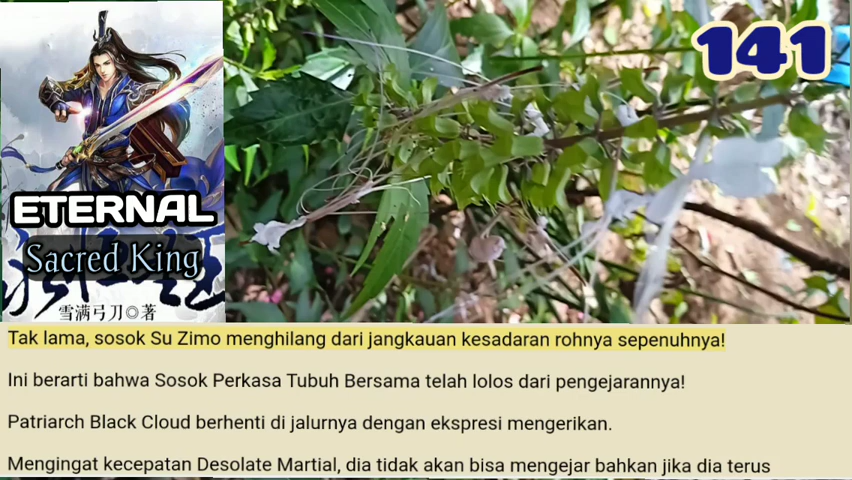 141
ETERNAL
Sacred King
雪满弓刀◎著
Tak lama, sosok Su Zimo menghilang dari jangkauan kesadaran rohnya sepenuhnya!
Ini berarti bahwa Sosok Perkasa Tubuh Bersama telah lolos dari pengejarannya!
Patriarch Black Cloud berhenti di jalurnya dengan ekspresi mengerikan.
Mengingat kecepatan Desolate Martial, dia tidak akan bisa mengejar bahkan jika dia terus